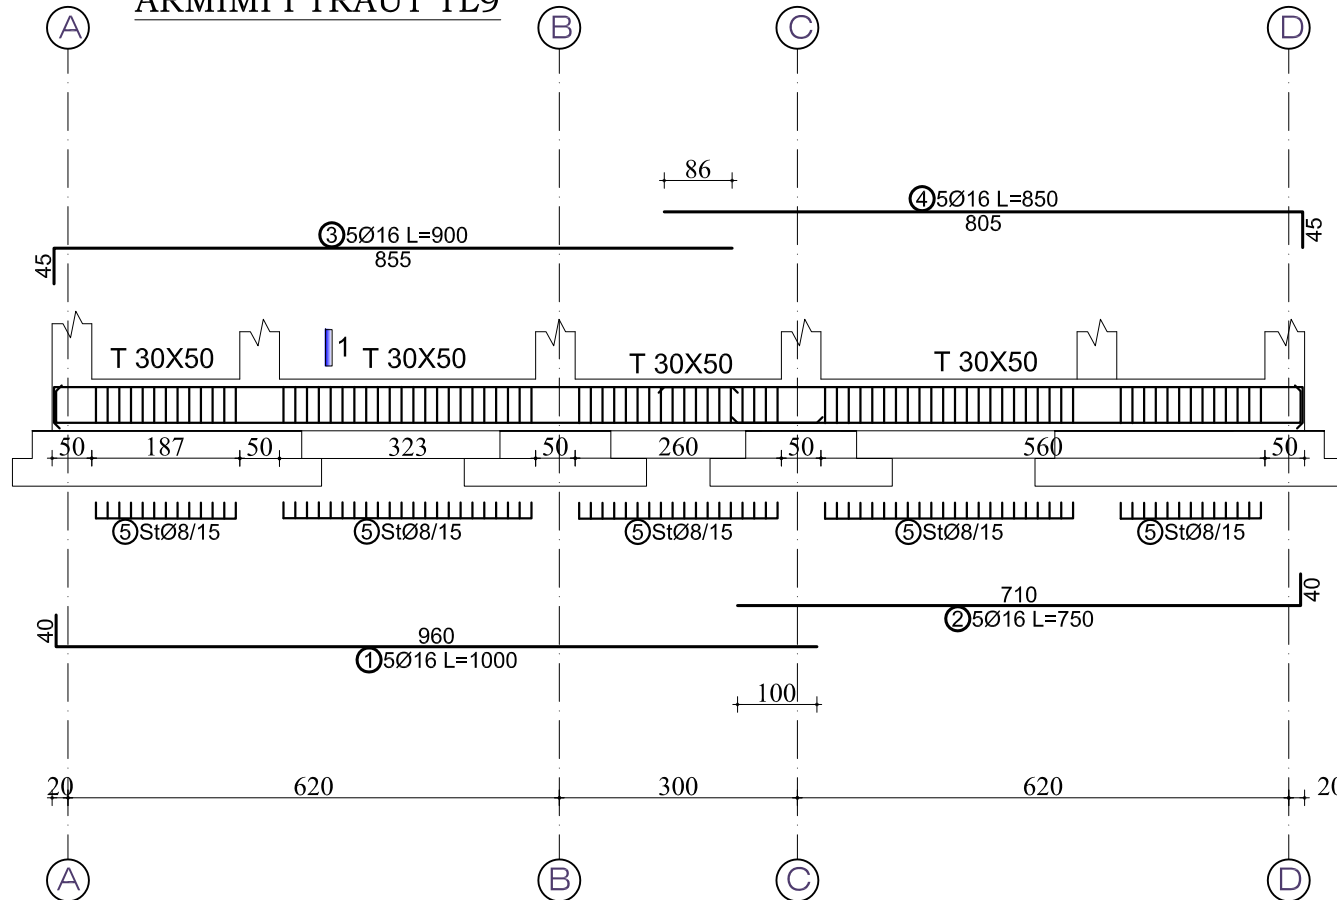 ARMIMI I TRAUT TL9
A B C D
86
④5Ø16 L=850
805
45
③5Ø16 L=900
855
45
T 30X50 1 T 30X50 T 30X50 T 30X50
50 187 50 323 50 260 50 560 50
⑤StØ8/15 ⑤StØ8/15 ⑤StØ8/15 ⑤StØ8/15 ⑤StØ8/15
710
40
②5Ø16 L=750
960
40
①5Ø16 L=1000
100
20 620 300 620 20
A B C D